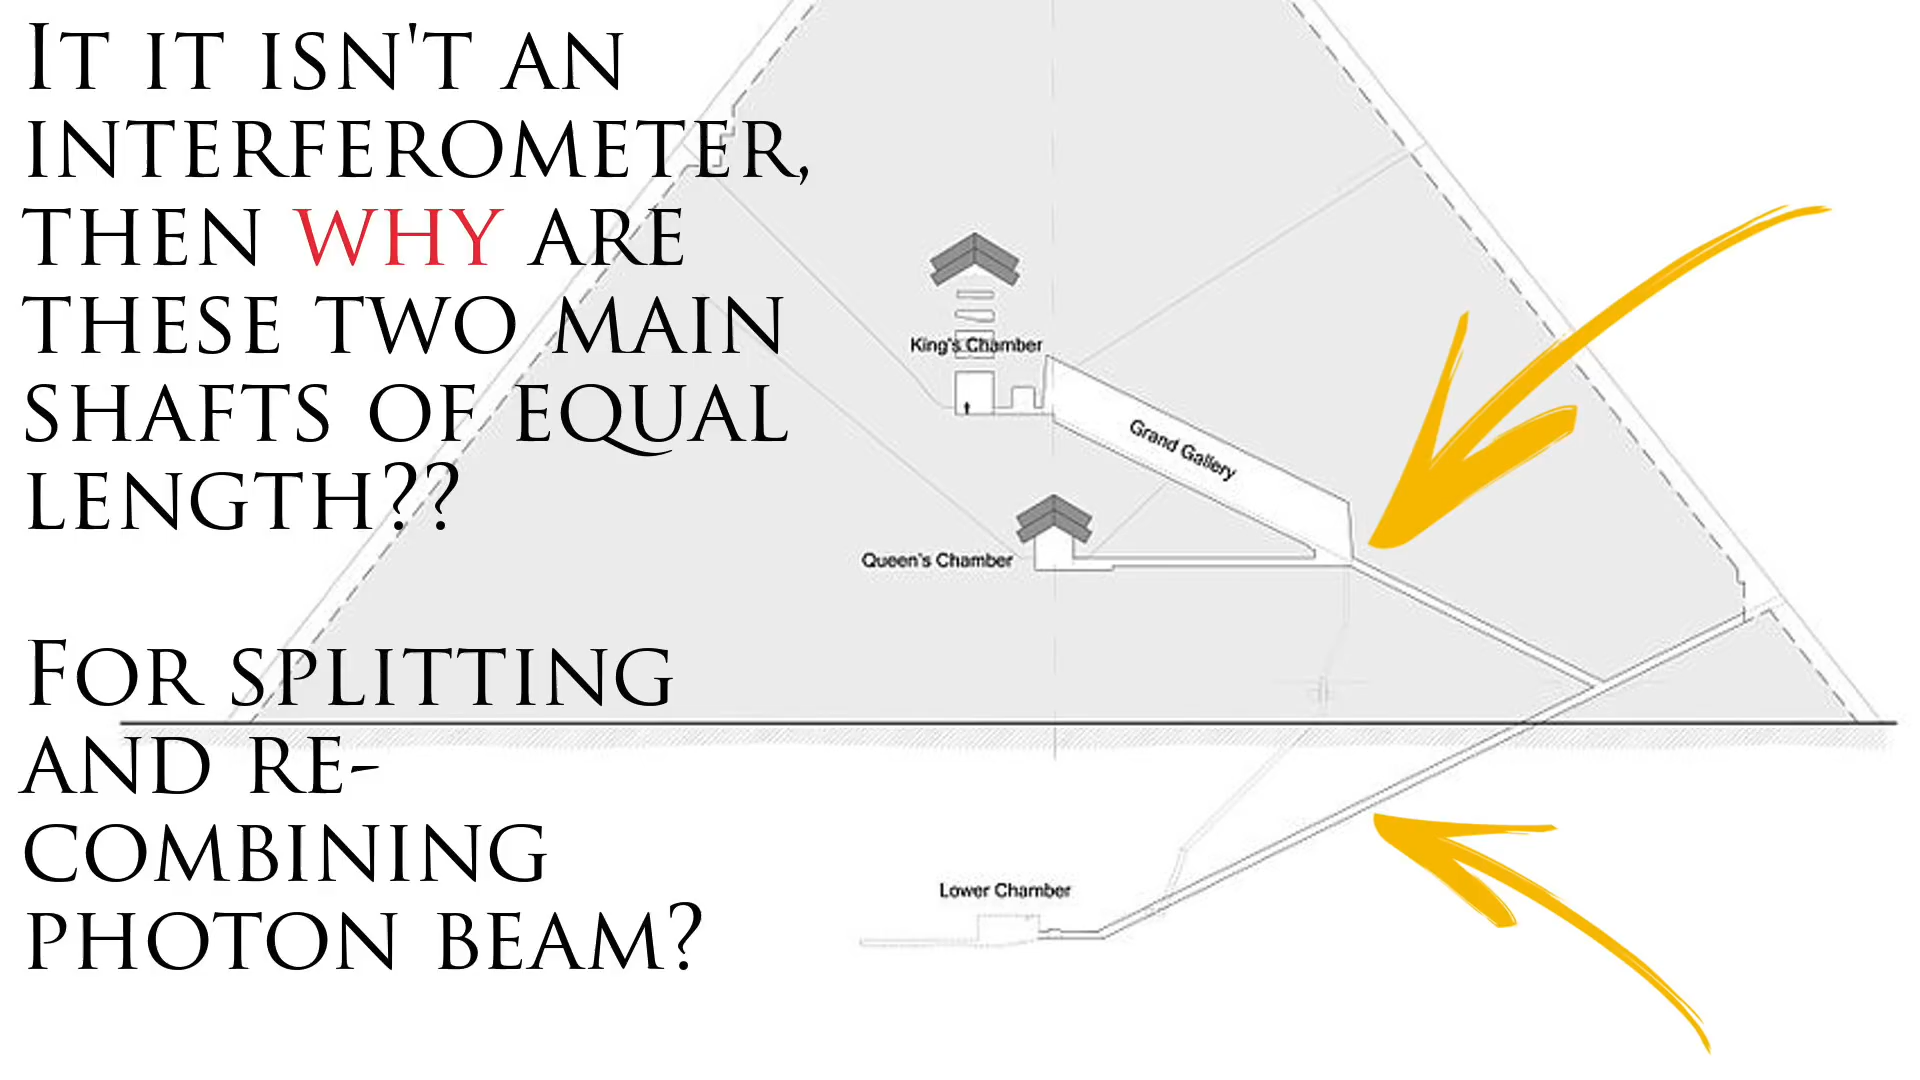 It it isn't an
interferometer,
then why are
these two main
shafts of equal
length??
For splitting
and re-
combining
photon beam?
King's Chamber
Grand Gallery
Queen's Chamber
Lower Chamber